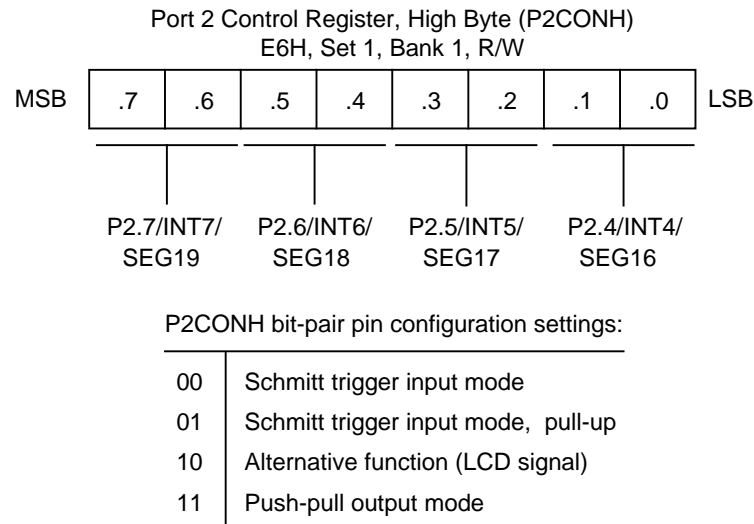 Port 2 Control Register, High Byte (P2CONH)
E6H, Set 1, Bank 1, R/W
MSB .7 .6 .5 .4 .3 .2 .1 .0 LSB
P2.7/INT7/ P2.6/INT6/ P2.5/INT5/ P2.4/INT4/
SEG19 SEG18 SEG17 SEG16
P2CONH bit-pair pin configuration settings:
00 Schmitt trigger input mode
01 Schmitt trigger input mode, pull-up
10 Alternative function (LCD signal)
11 Push-pull output mode